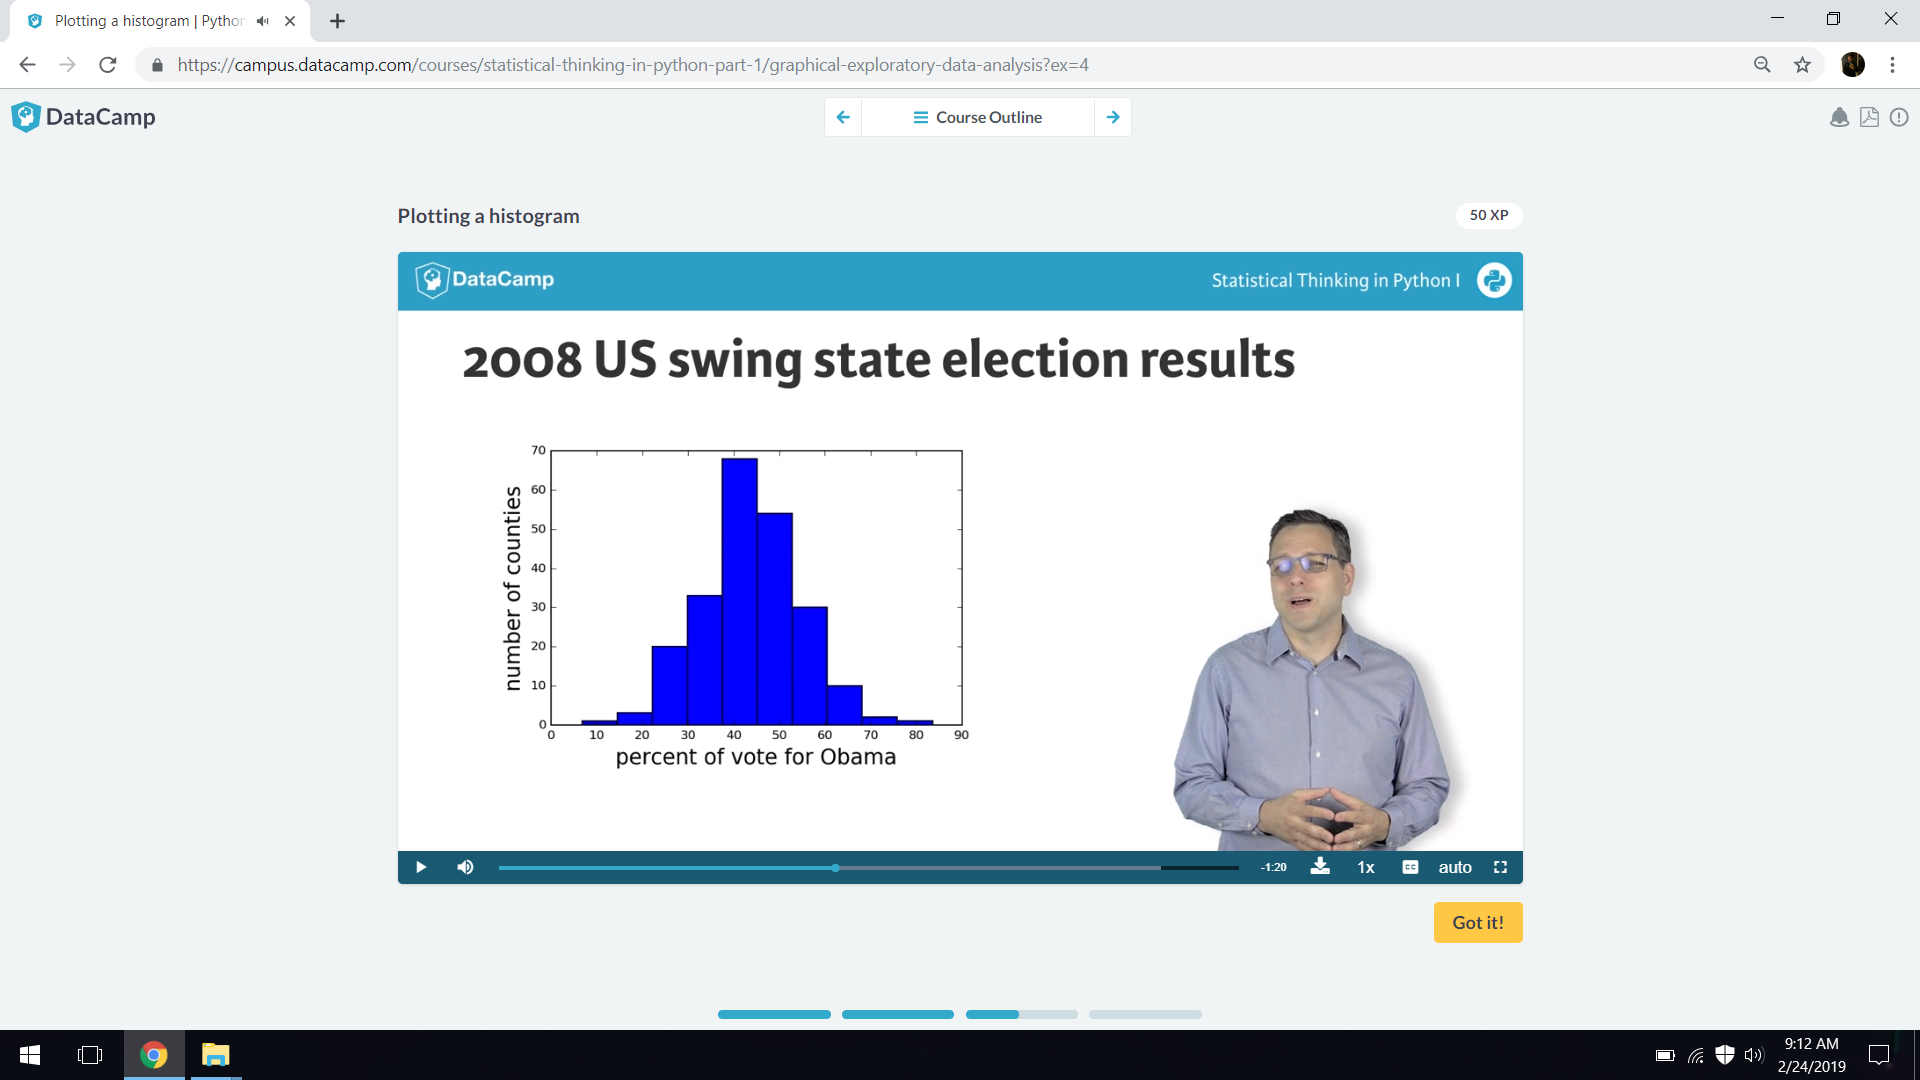 Plotting a histogram | Pytho
https://campus.datacamp.com/courses/statistical-thinking-in-python-part-1/graphical-exploratory-data-analysis?ex=4
DataCamp
Course Outline
Plotting a histogram
50 XP
DataCamp
Statistical Thinking in Python I
2008 US swing state election results
70
60
50
40
30
20
10
0
number of counties
0 10 20 30 40 50 60 70 80 90
percent of vote for Obama
-1:20
1x
CC
auto
Got it!
9:12 AM
2/24/2019